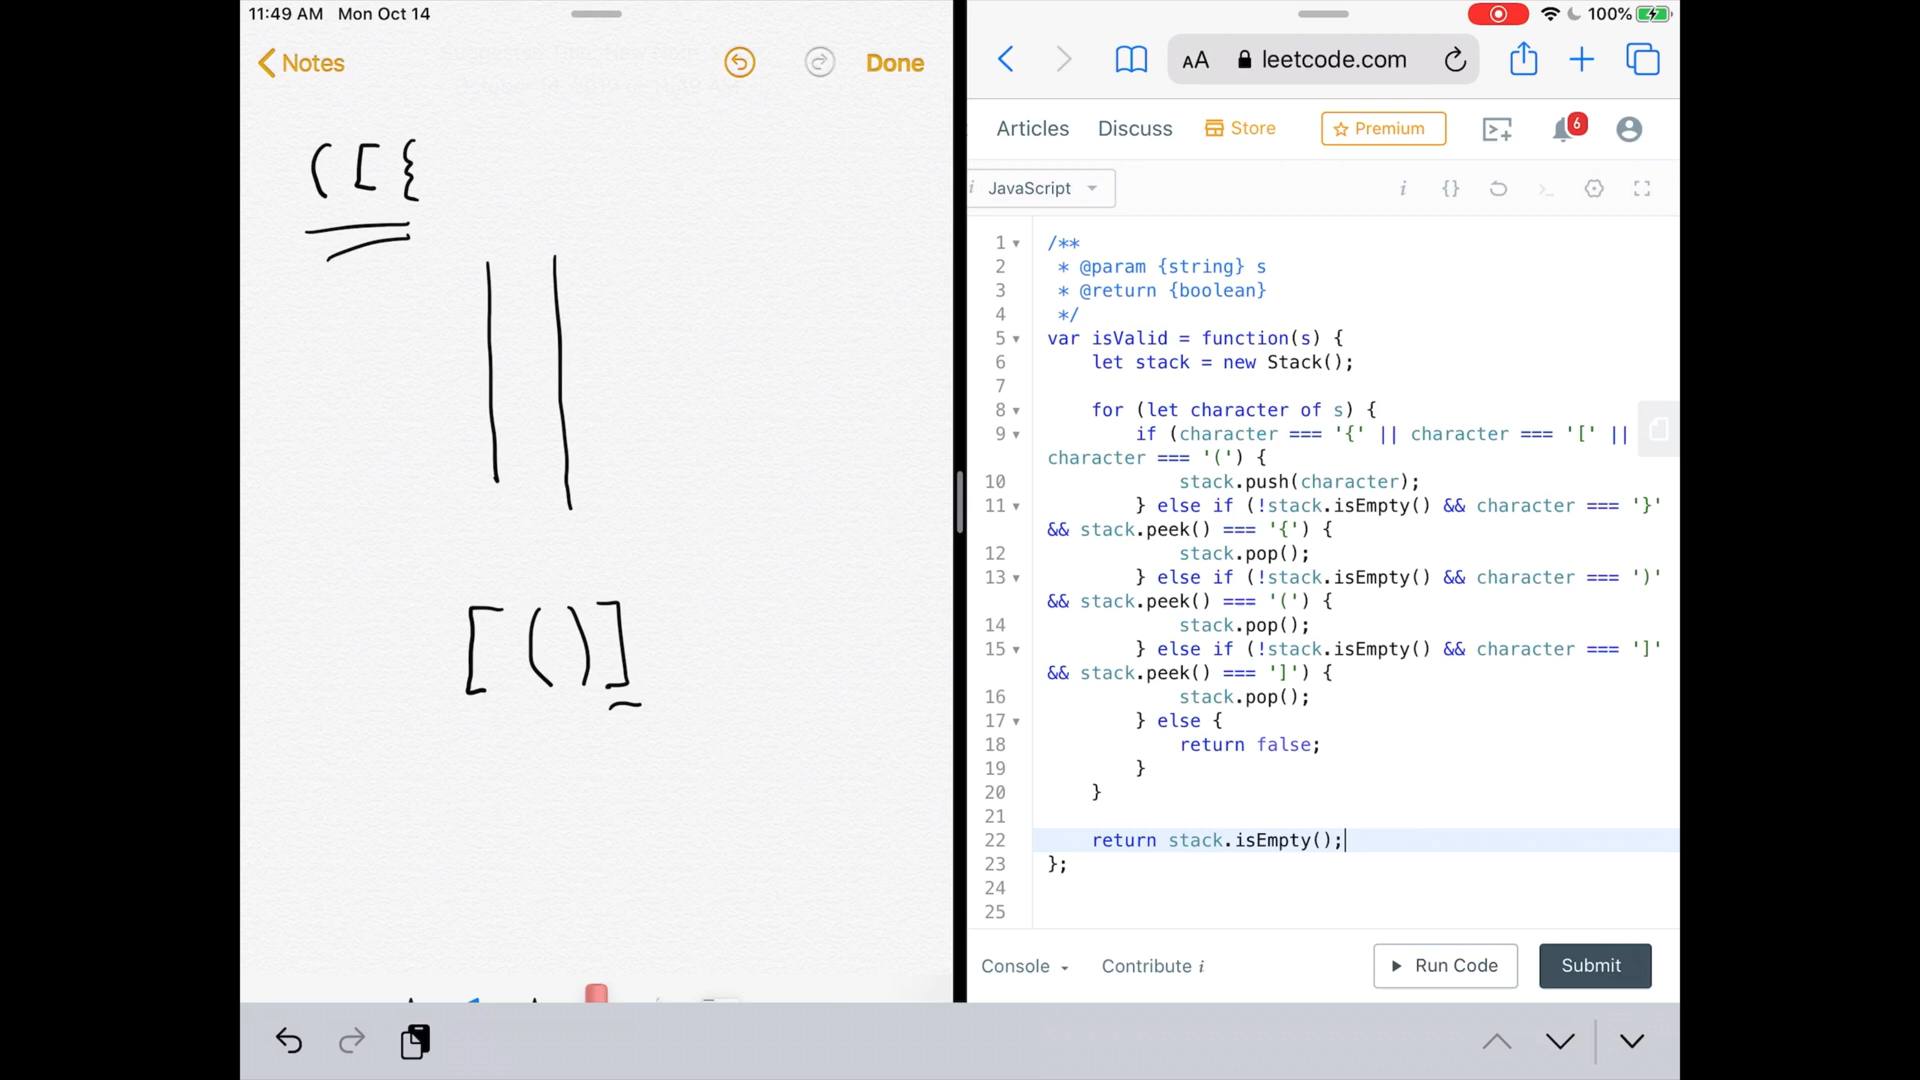 11:49 AM Mon Oct 14
Notes
Done
( [ {
[ ( ) ]
100%
AA leetcode.com
Articles Discuss Store Premium 6
JavaScript
1 /**
2 * @param {string} s
3 * @return {boolean}
4 */
5 var isValid = function(s) {
6 let stack = new Stack();
7
8 for (let character of s) {
9 if (character === '{' || character === '[' ||
character === '(') {
10 stack.push(character);
11 } else if (!stack.isEmpty() && character === '}'
&& stack.peek() === '{') {
12 stack.pop();
13 } else if (!stack.isEmpty() && character === ')'
&& stack.peek() === '(') {
14 stack.pop();
15 } else if (!stack.isEmpty() && character === ']'
&& stack.peek() === ']') {
16 stack.pop();
17 } else {
18 return false;
19 }
20 }
21
22 return stack.isEmpty();
23 };
24
25
Console Contribute i Run Code Submit